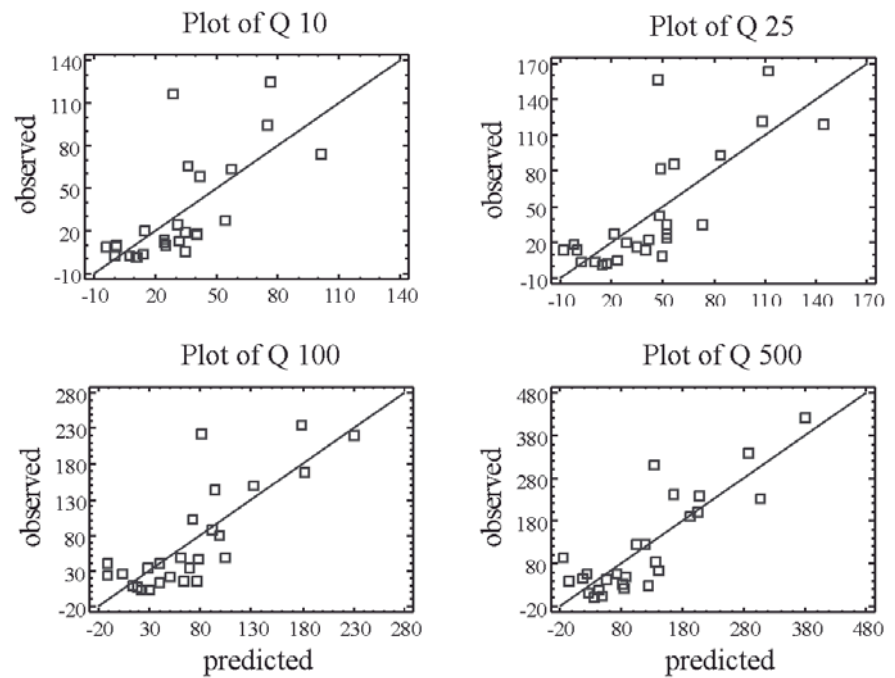 Plot of Q 10
observed
140
110
80
50
20
-10
-10 20 50 80 110 140
Plot of Q 25
observed
170
140
110
80
50
20
-10
-10 20 50 80 110 140 170
Plot of Q 100
observed
280
230
180
130
80
30
-20
-20 30 80 130 180 230 280
predicted
Plot of Q 500
observed
480
380
280
180
80
-20
-20 80 180 280 380 480
predicted